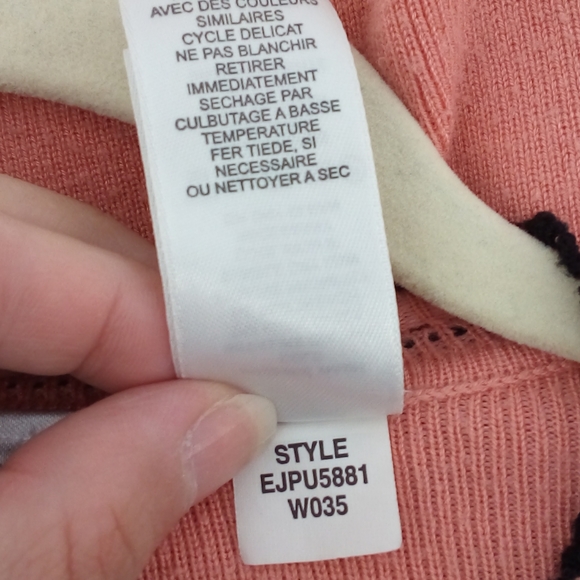 AVEC DES COULEURS
SIMILAIRES
CYCLE DELICAT
NE PAS BLANCHIR
RETIRER
IMMEDIATEMENT
SECHAGE PAR
CULBUTAGE A BASSE
TEMPERATURE
FER TIEDE, SI
NECESSAIRE
OU NETTOYER A SEC
STYLE
EJPU5881
W035